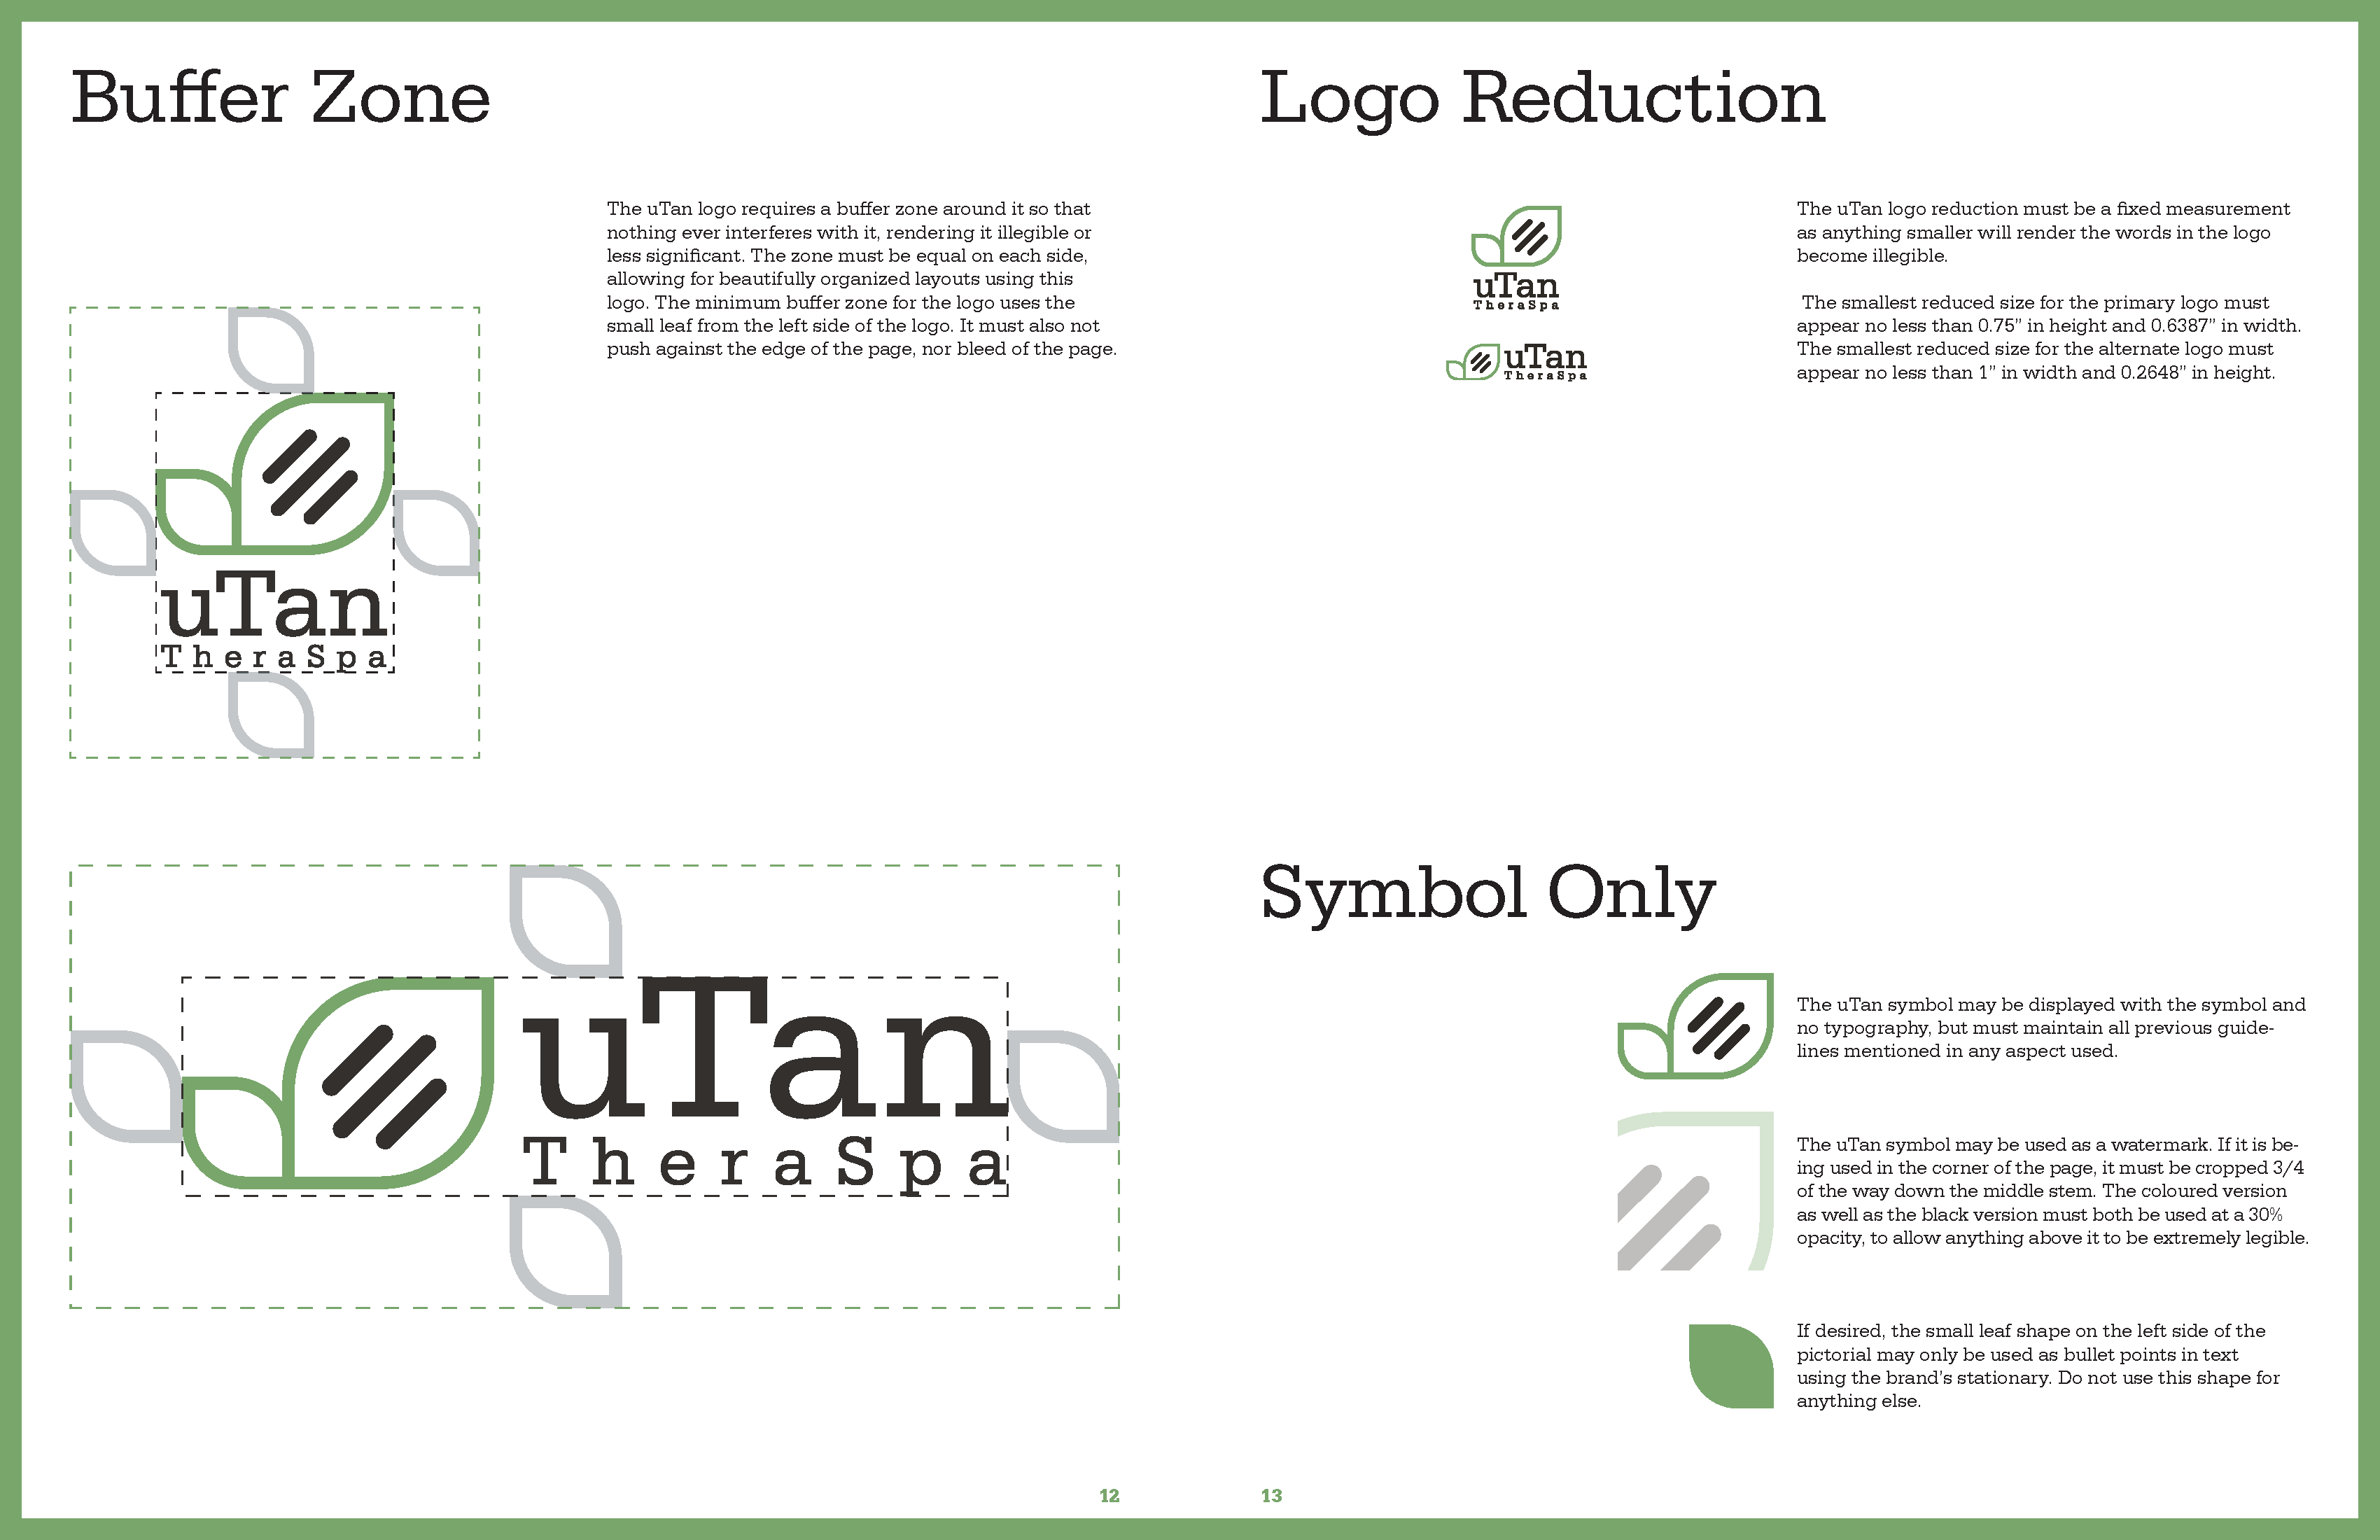 Buffer Zone
The uTan logo requires a buffer zone around it so that
nothing ever interferes with it, rendering it illegible or
less significant. The zone must be equal on each side,
allowing for beautifully organized layouts using this
logo. The minimum buffer zone for the logo uses the
small leaf from the left side of the logo. It must also not
push against the edge of the page, nor bleed of the page.
uTan
TheraSpa
uTan
TheraSpa
12
Logo Reduction
uTan
TheraSpa
uTan
TheraSpa
The uTan logo reduction must be a fixed measurement
as anything smaller will render the words in the logo
become illegible.
The smallest reduced size for the primary logo must
appear no less than 0.75” in height and 0.6387” in width.
The smallest reduced size for the alternate logo must
appear no less than 1” in width and 0.2648” in height.
Symbol Only
The uTan symbol may be displayed with the symbol and
no typography, but must maintain all previous guide-
lines mentioned in any aspect used.
The uTan symbol may be used as a watermark. If it is be-
ing used in the corner of the page, it must be cropped 3/4
of the way down the middle stem. The coloured version
as well as the black version must both be used at a 30%
opacity, to allow anything above it to be extremely legible.
If desired, the small leaf shape on the left side of the
pictorial may only be used as bullet points in text
using the brand’s stationary. Do not use this shape for
anything else.
13